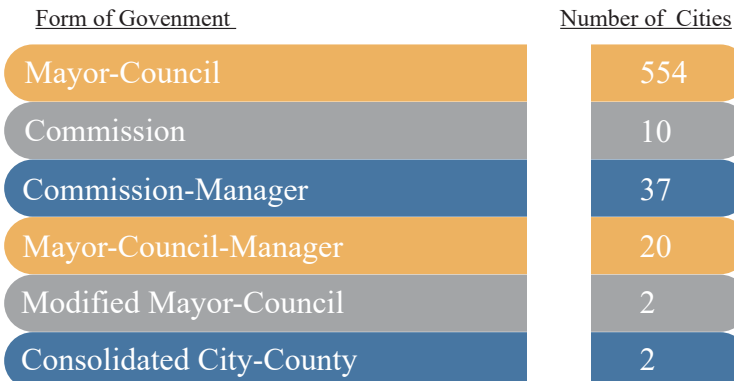 Form of Govenment Number of Cities
Mayor-Council 554
Commission 10
Commission-Manager 37
Mayor-Council-Manager 20
Modified Mayor-Council 2
Consolidated City-County 2